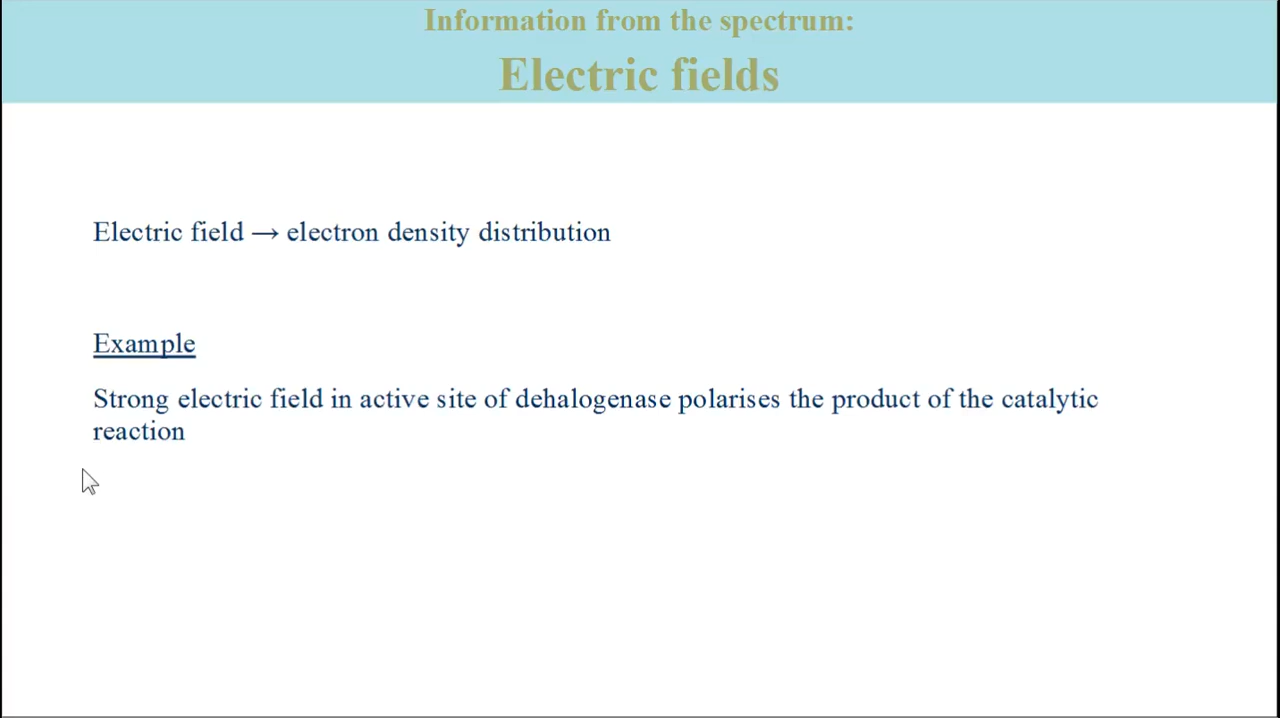 Information from the spectrum:
Electric fields
Electric field → electron density distribution
Example
Strong electric field in active site of dehalogenase polarises the product of the catalytic
reaction